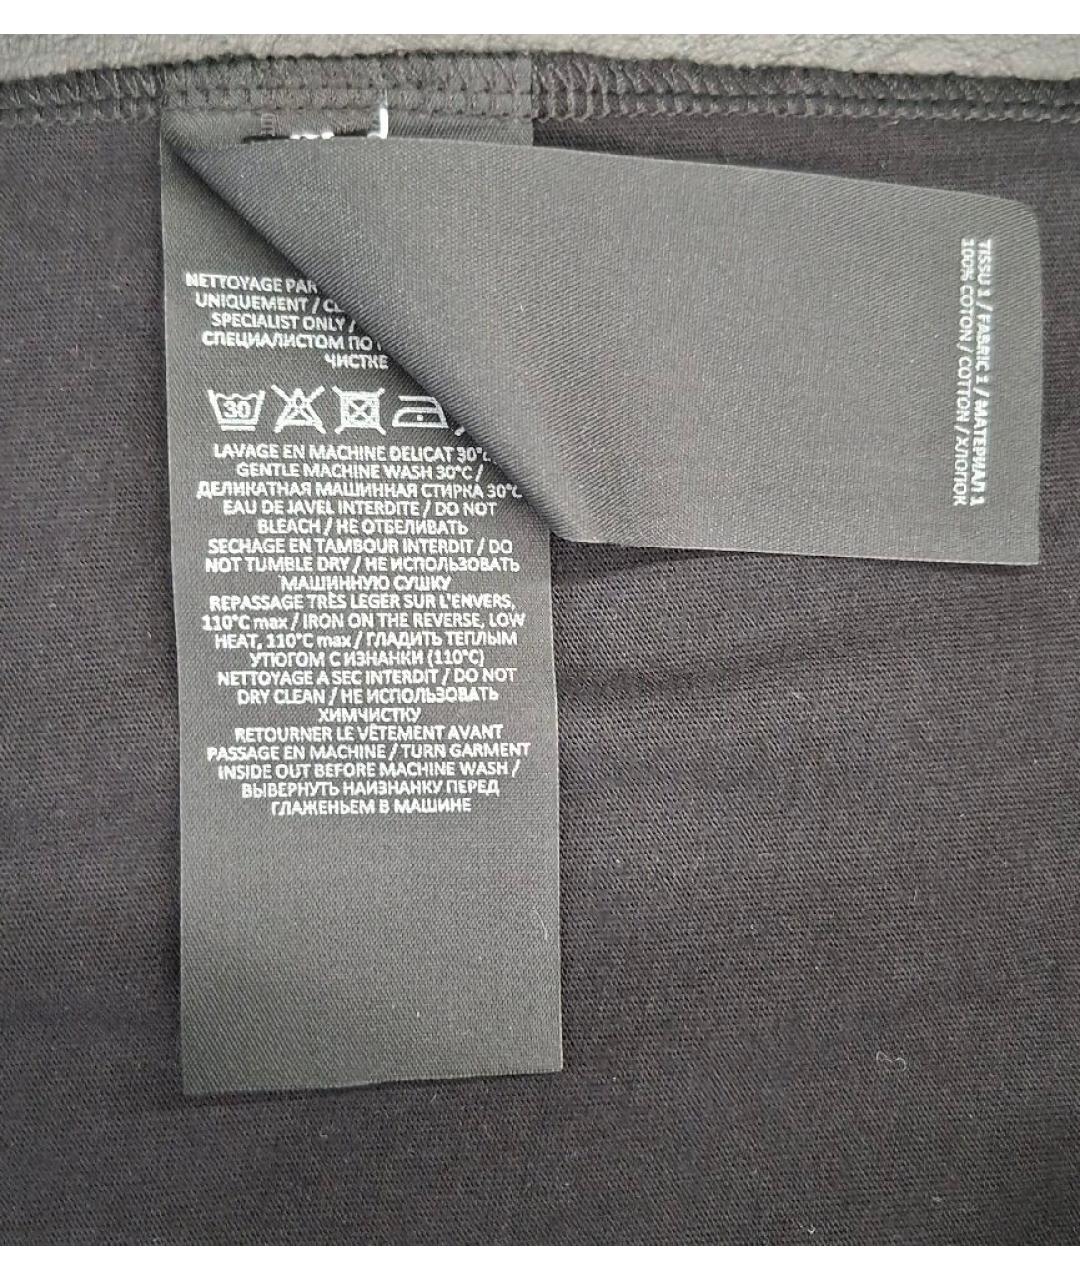 NETTOYAGE PAR
UNIQUEMENT /
SPECIALIST ONLY /
СПЕЦИАЛИСТОМ ПО
ЧИСТКЕ
30
LAVAGE EN MACHINE DELICAT 30°C
GENTLE MACHINE WASH 30°C /
ДЕЛИКАТНАЯ МАШИННАЯ СТИРКА 30°C
EAU DE JAVEL INTERDITE / DO NOT
BLEACH / НЕ ОТБЕЛИВАТЬ
SECHAGE EN TAMBOUR INTERDIT / DO
NOT TUMBLE DRY / НЕ ИСПОЛЬЗОВАТЬ
МАШИННУЮ СУШКУ
REPASSAGE TRÈS LEGER SUR L'ENVERS,
110°C max / IRON ON THE REVERSE, LOW
HEAT, 110°C max / ГЛАДИТЬ ТЕПЛЫМ
УТЮГОМ С ИЗНАНКИ (110°C)
NETTOYAGE A SEC INTERDIT / DO NOT
DRY CLEAN / НЕ ИСПОЛЬЗОВАТЬ
ХИМЧИСТКУ
RETOURNER LE VÊTEMENT AVANT
PASSAGE EN MACHINE / TURN GARMENT
INSIDE OUT BEFORE MACHINE WASH /
ВЫВЕРНУТЬ НАИЗНАНКУ ПЕРЕД
ГЛАЖЕНЬЕМ В МАШИНЕ
TISSU 1 / FABRIC 1 / МАТЕРИАЛ 1
100% COTON / COTTON / ХЛОПОК